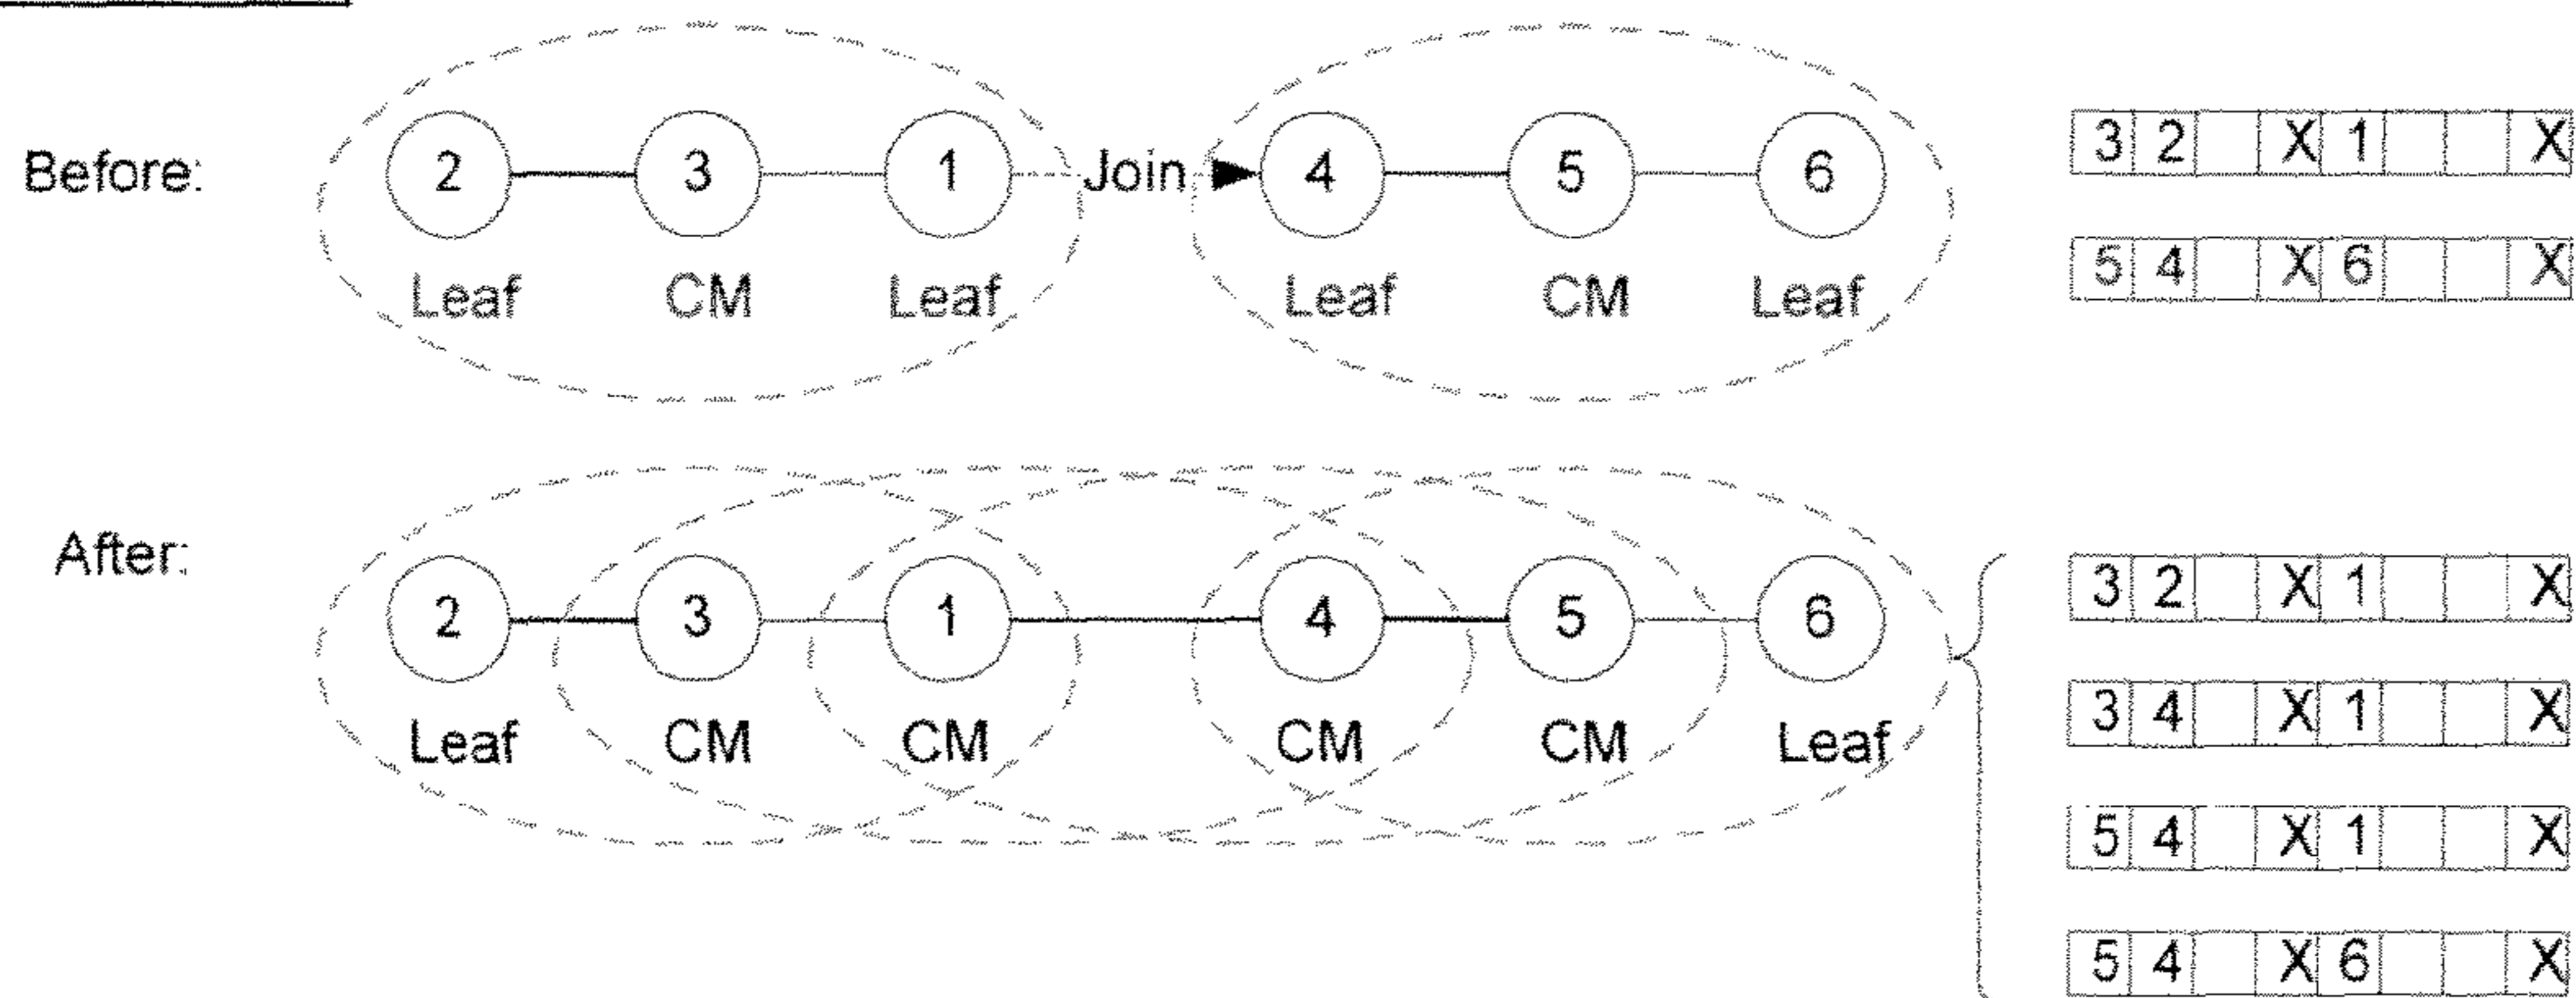 Before: 2 3 1 Join 4 5 6 3 2 X 1 X
Leaf CM Leaf Leaf CM Leaf 5 4 X 6 X
After: 2 3 1 4 5 6 3 2 X 1 X
Leaf CM CM CM CM Leaf 3 4 X 1 X
5 4 X 1 X
5 4 X 6 X